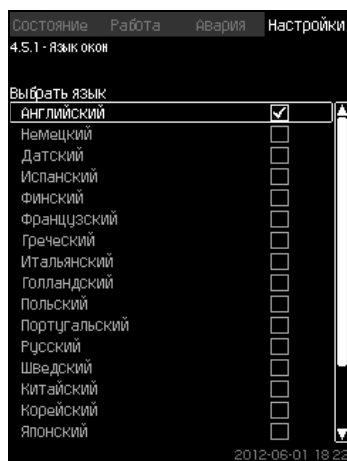 Состояние Работа Авария Настройки
4.5.1 - Язык окон
Выбрать язык
Английский
Немецкий
Датский
Испанский
Финский
Французский
Греческий
Итальянский
Голландский
Польский
Португальский
Русский
Шведский
Китайский
Корейский
Японский
2012-06-01 18:22